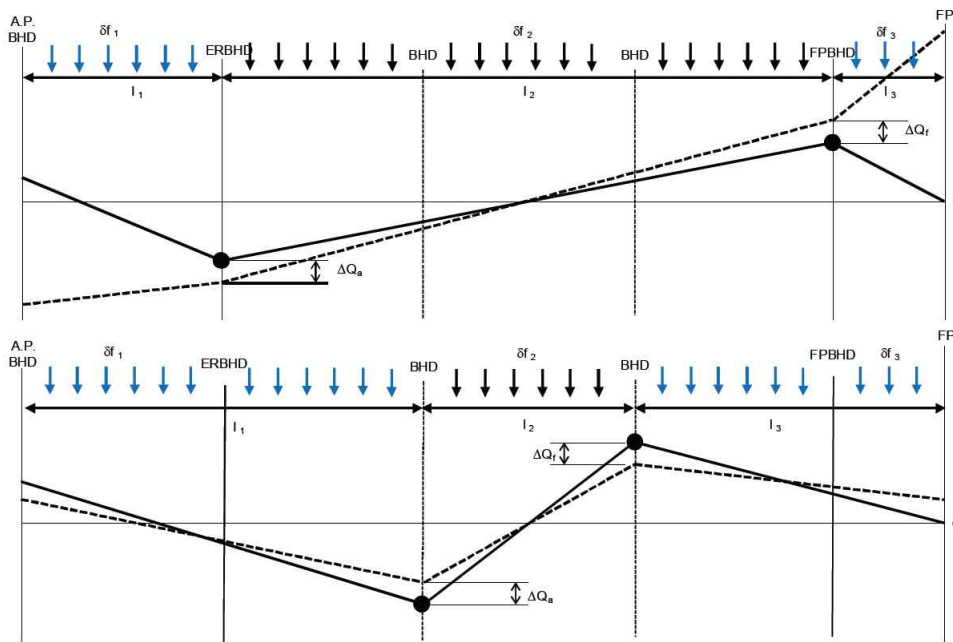 A.P.
BHD
δf 1
ERBHD
δf 2
BHD
BHD
FPBHD
δf 3
FP
l 1
l 2
l 3
ΔQf
ΔQa
A.P.
BHD
δf 1
ERBHD
BHD
δf 2
BHD
FPBHD
δf 3
FP
l 1
l 2
l 3
ΔQf
ΔQa